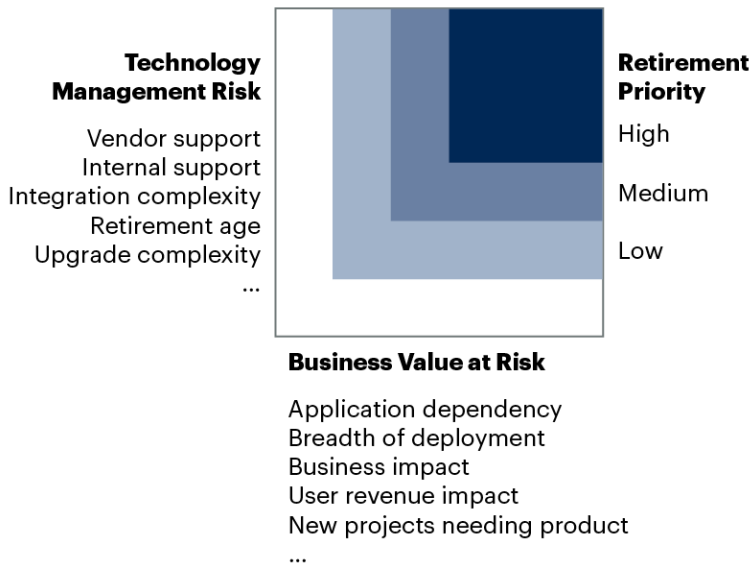 Technology
Management Risk
Vendor support
Internal support
Integration complexity
Retirement age
Upgrade complexity
...
Retirement
Priority
High
Medium
Low
Business Value at Risk
Application dependency
Breadth of deployment
Business impact
User revenue impact
New projects needing product
...